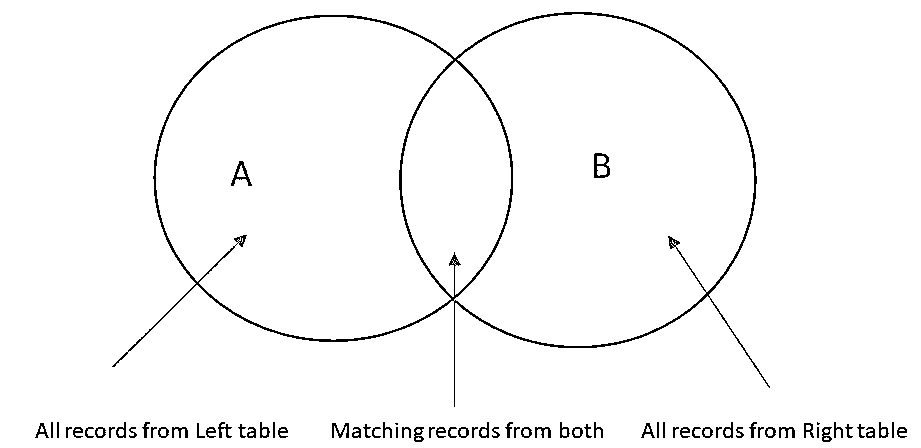 A
B
All records from Left table
Matching records from both
All records from Right table